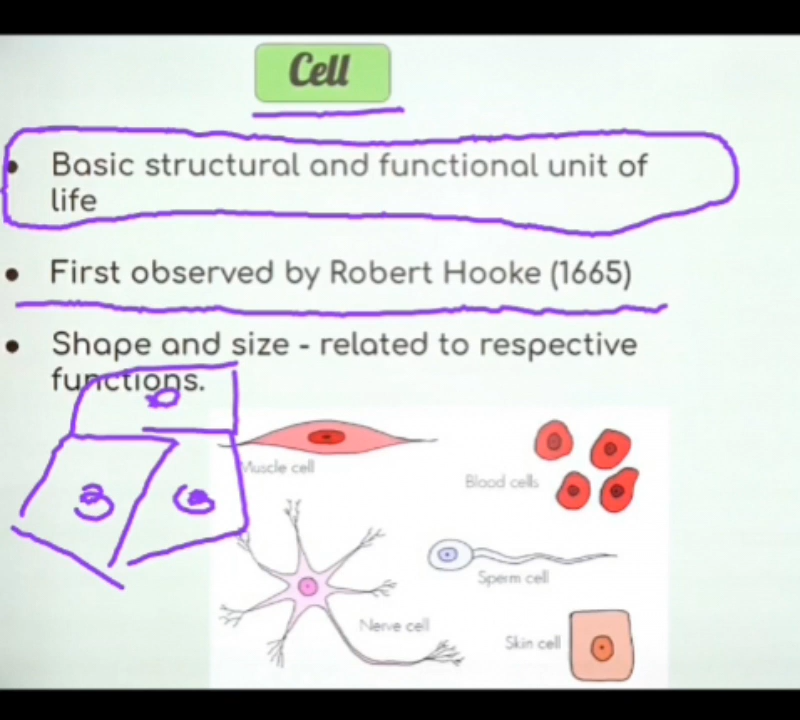 Cell
• Basic structural and functional unit of
life
• First observed by Robert Hooke (1665)
• Shape and size - related to respective
functions.
Muscle cell
Blood cells
Sperm cell
Nerve cell
Skin cell